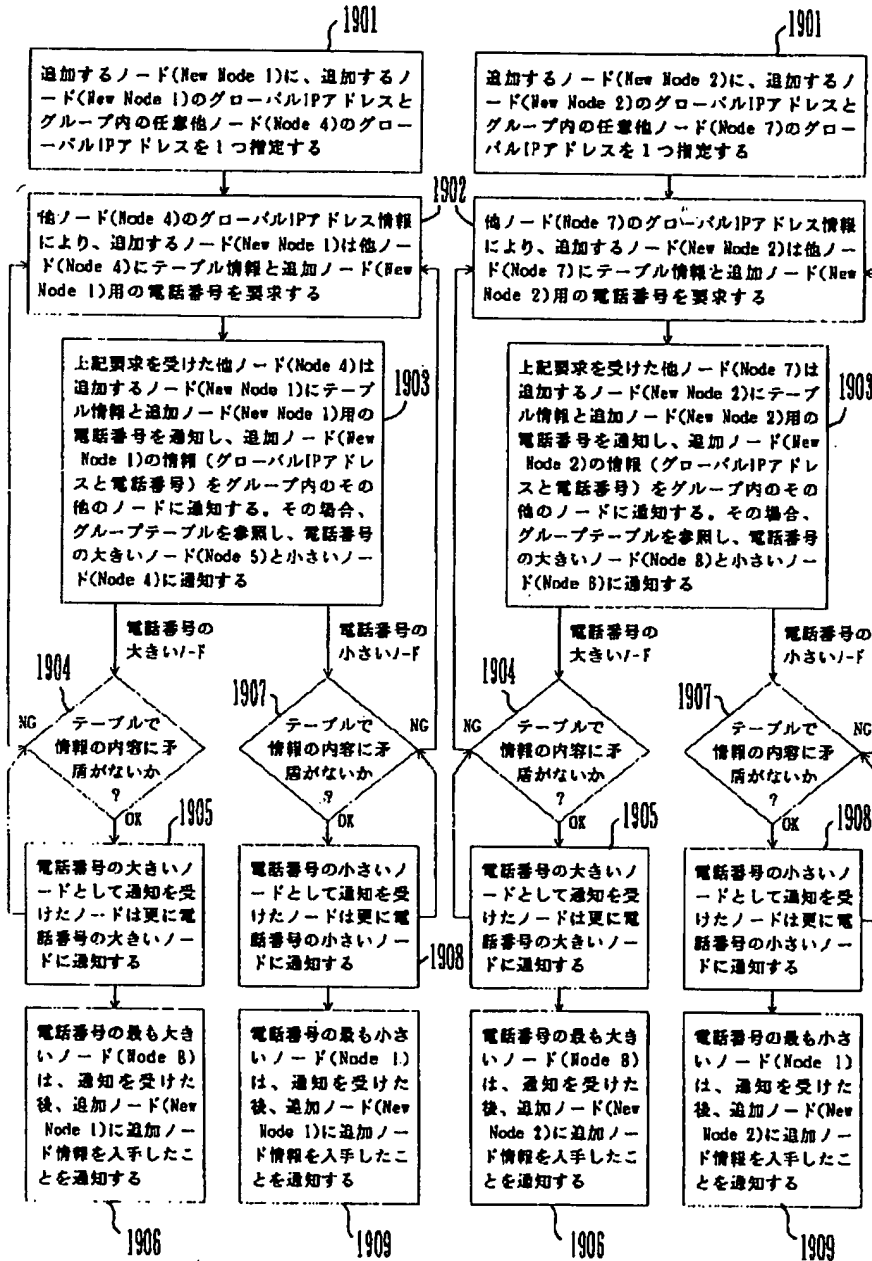 1901
追加するノード(New Node 1)に、追加するノ
ード(New Node 1)のグローバルIPアドレスと
グループ内の任意他ノード(Node 4)のグロー
バルIPアドレスを1つ指定する
1902
他ノード(Node 4)のグローバルIPアドレス情報
により、追加するノード(New Node 1)は他ノー
ド(Node 4)にテーブル情報と追加ノード(New
Node 1)用の電話番号を要求する
上記要求を受けた他ノード(Node 4)は
追加するノード(New Node 1)にテーブ
ル情報と追加ノード(New Node 1)用の
電話番号を通知し、追加ノード(New
Node 1)の情報（グローバルIPアドレ
スと電話番号）をグループ内のその
他のノードに通知する。その場合、
グループテーブルを参照し、電話番号
の大きいノード(Node 5)と小さいノード
(Node 4)に通知する
1903
電話番号の
大きいノード
電話番号の
小さいノード
1904
テーブルで
情報の内容に矛
盾がないか
?
NG
OK
1907
テーブルで
情報の内容に矛
盾がないか
?
NG
OK
1905
電話番号の大きいノ
ードとして通知を受
けたノードは更に電
話番号の大きいノード
に通知する
電話番号の小さいノ
ードとして通知を受
けたノードは更に電
話番号の小さいノード
に通知する
1908
電話番号の最も大き
いノード(Node 8)
は、通知を受けた
後、追加ノード(New
Node 1)に追加ノー
ド情報を入手したこ
とを通知する
1906
電話番号の最も小さ
いノード(Node 1)
は、通知を受けた
後、追加ノード(New
Node 1)に追加ノー
ド情報を入手したこ
とを通知する
1909
1901
追加するノード(New Node 2)に、追加するノ
ード(New Node 2)のグローバルIPアドレスと
グループ内の任意他ノード(Node 7)のグロー
バルIPアドレスを1つ指定する
他ノード(Node 7)のグローバルIPアドレス情報
により、追加するノード(New Node 2)は他ノー
ド(Node 7)にテーブル情報と追加ノード(New
Node 2)用の電話番号を要求する
上記要求を受けた他ノード(Node 7)は
追加するノード(New Node 2)にテーブ
ル情報と追加ノード(New Node 2)用の
電話番号を通知し、追加ノード(New
Node 2)の情報（グローバルIPアドレ
スと電話番号）をグループ内のその
他のノードに通知する。その場合、
グループテーブルを参照し、電話番号
の大きいノード(Node 8)と小さいノー
ド(Node 6)に通知する
1903
電話番号の
大きいノード
電話番号の
小さいノード
1904
テーブルで
情報の内容に矛
盾がないか
?
NG
OK
1907
テーブルで
情報の内容に矛
盾がないか
?
NG
OK
1905
電話番号の大きいノ
ードとして通知を受
けたノードは更に電
話番号の大きいノード
に通知する
1908
電話番号の小さいノ
ードとして通知を受
けたノードは更に電
話番号の小さいノード
に通知する
電話番号の最も大き
いノード(Node 8)
は、通知を受けた
後、追加ノード(New
Node 2)に追加ノー
ド情報を入手したこ
とを通知する
1906
電話番号の最も小さ
いノード(Node 1)
は、通知を受けた
後、追加ノード(New
Node 2)に追加ノー
ド情報を入手したこ
とを通知する
1909